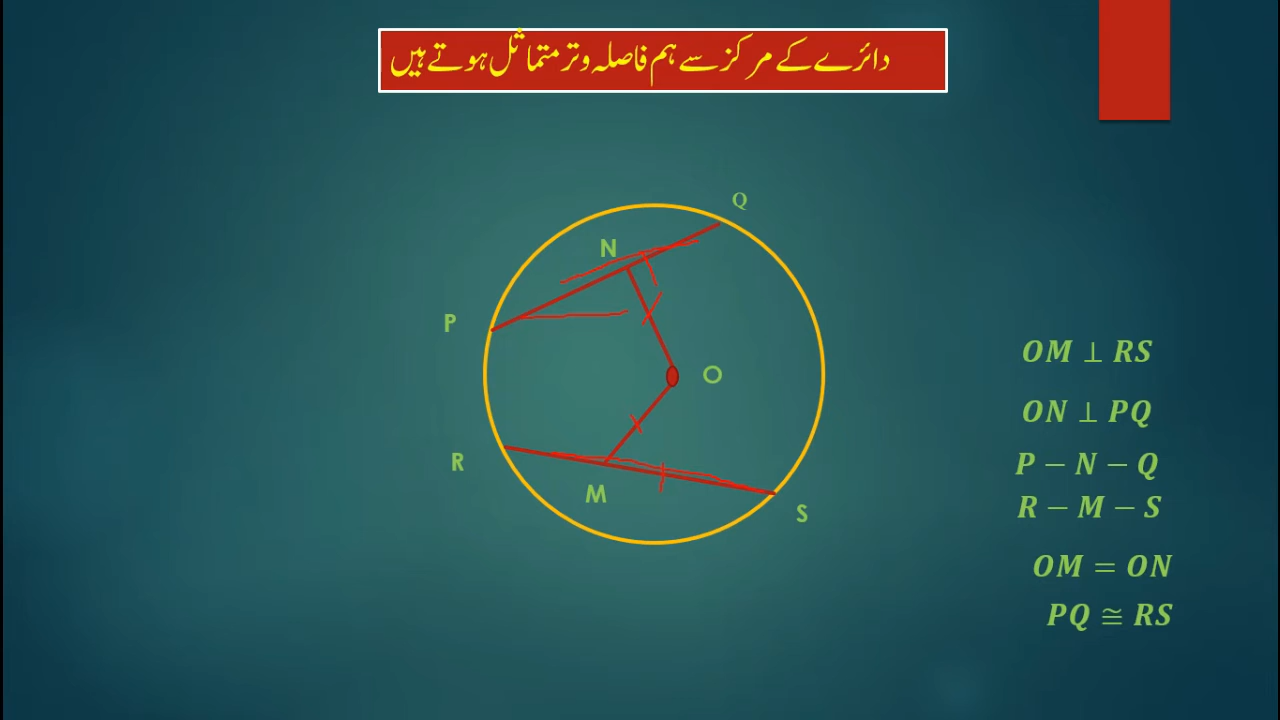 دائرے کے مرکز سے ہم فاصلہ وتر متماثل ہوتے ہیں
Q
N
P
O
R
M
S
OM ⊥ RS
ON ⊥ PQ
P − N − Q
R − M − S
OM = ON
PQ ≅ RS